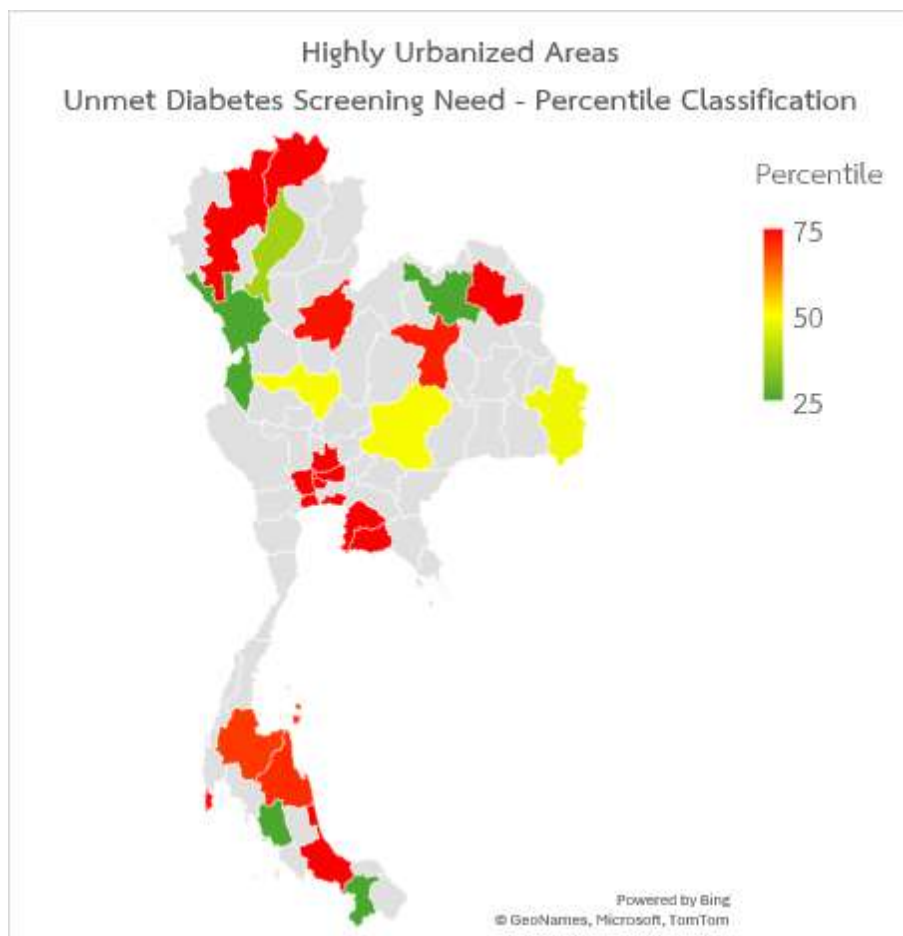 Highly Urbanized Areas
Unmet Diabetes Screening Need - Percentile Classification
Percentile
75
50
25
Powered by Bing
© GeoNames, Microsoft, TomTom